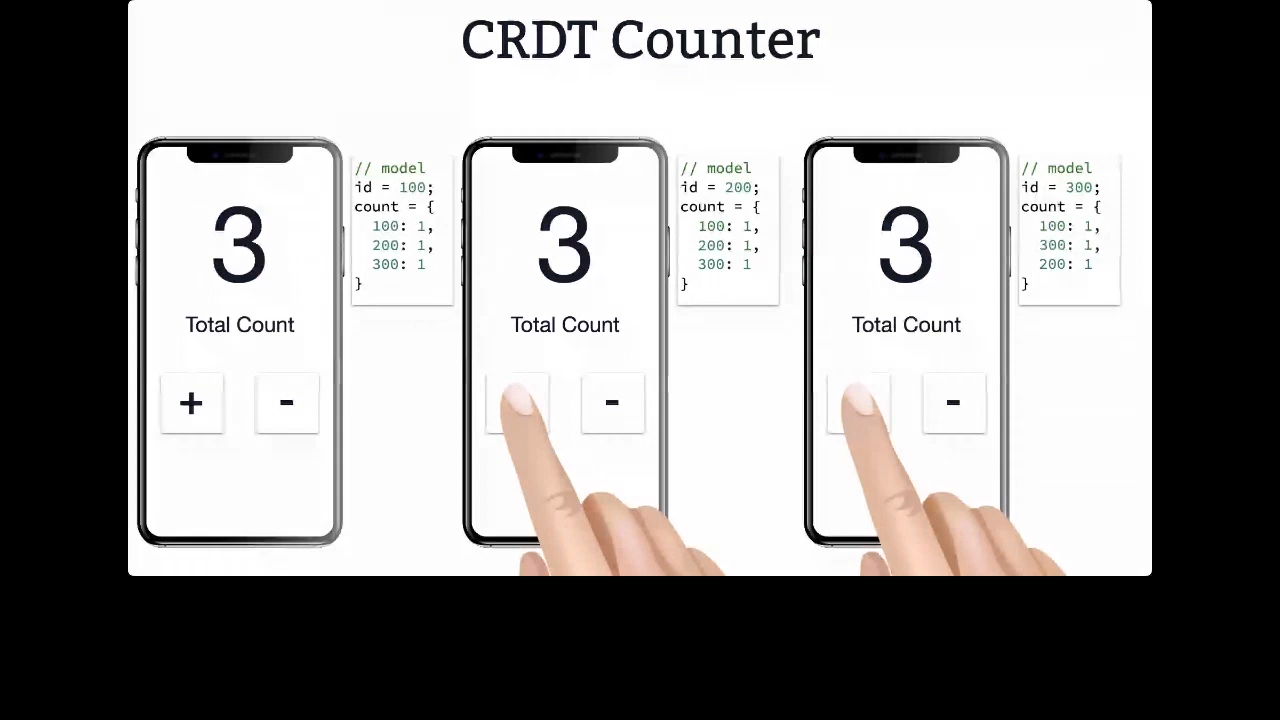 CRDT Counter
3
Total Count
+ -
// model
id = 100;
count = {
100: 1,
200: 1,
300: 1
}
3
Total Count
-
// model
id = 200;
count = {
100: 1,
200: 1,
300: 1
}
3
Total Count
-
// model
id = 300;
count = {
100: 1,
300: 1,
200: 1
}